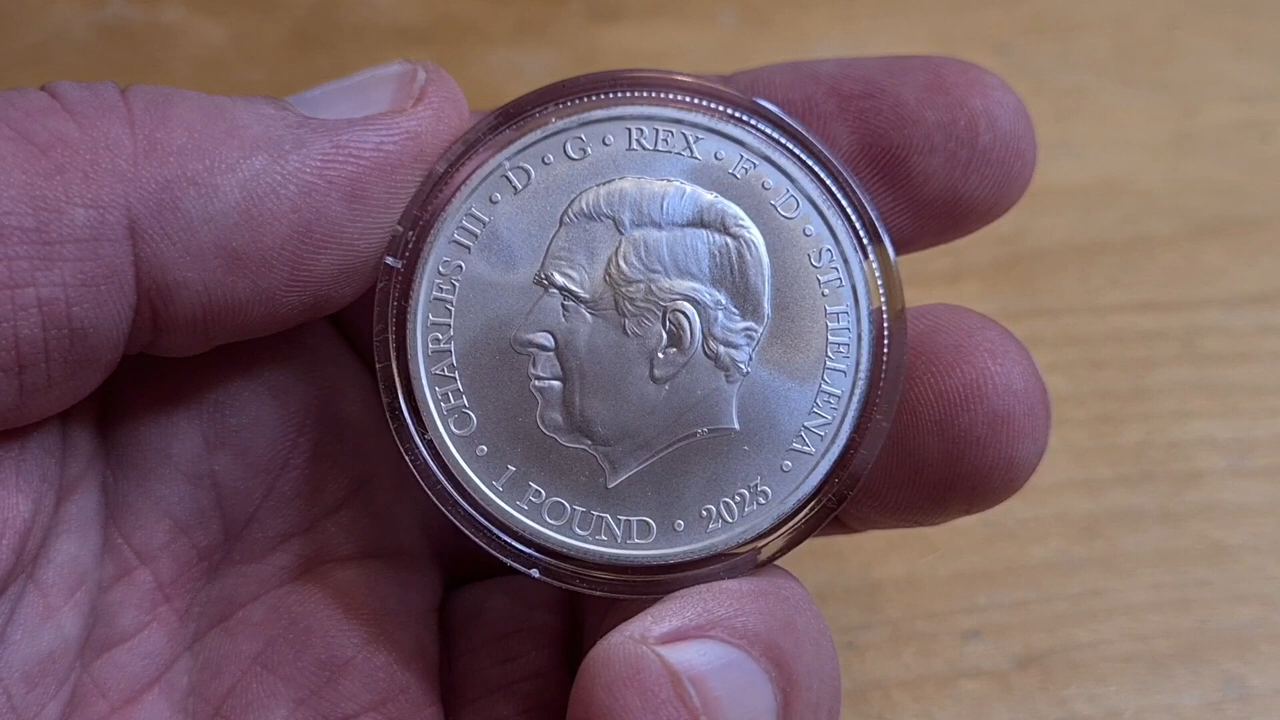 · CHARLES III · D · G · REX · F · D · ST. HELENA ·
1 POUND · 2023